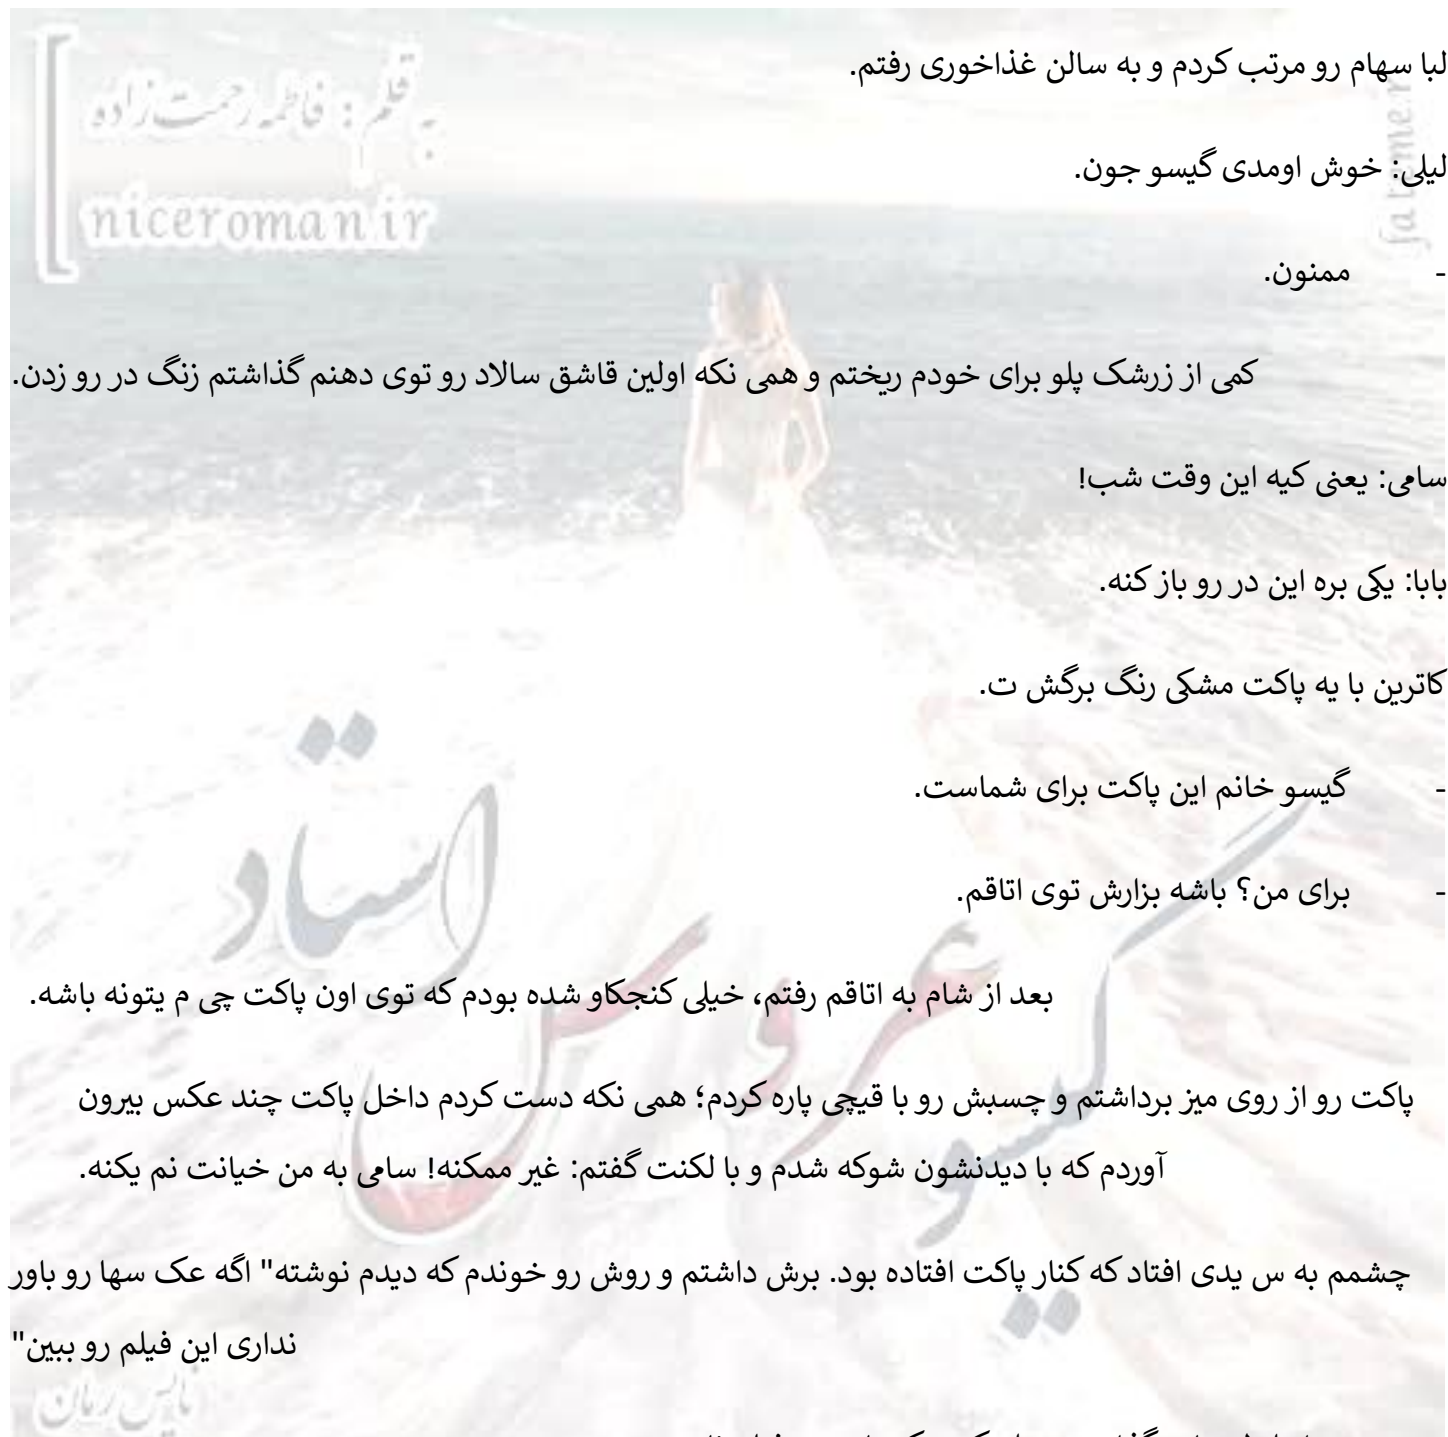 به قلم : فاطمه رحمت زاده
niceroman.ir
لبا سهام رو مرتب کردم و به سالن غذاخوری رفتم.
لیلی: خوش اومدی گیسو جون.
- ممنون.
کمی از زرشک پلو برای خودم ریختم و همی نکه اولین قاشق سالاد رو توی دهنم گذاشتم زنگ در رو زدن.
سامی: یعنی کیه این وقت شب!
بابا: یکی بره این در رو باز کنه.
کاترین با یه پاکت مشکی رنگ برگش ت.
- گیسو خانم این پاکت برای شماست.
- برای من؟ باشه بزارش توی اتاقم.
بعد از شام به اتاقم رفتم، خیلی کنجکاو شده بودم که توی اون پاکت چی م یتونه باشه.
پاکت رو از روی میز برداشتم و چسبش رو با قیچی پاره کردم؛ همی نکه دست کردم داخل پاکت چند عکس بیرون
آوردم که با دیدنشون شوکه شدم و با لکنت گفتم: غیر ممکنه! سامی به من خیانت نم یکنه.
چشمم به س یدی افتاد که کنار پاکت افتاده بود. برش داشتم و روش رو خوندم که دیدم نوشته" اگه عک سها رو باور
نداری این فیلم رو ببین"
گیسو عروس استاد
نایس رمان